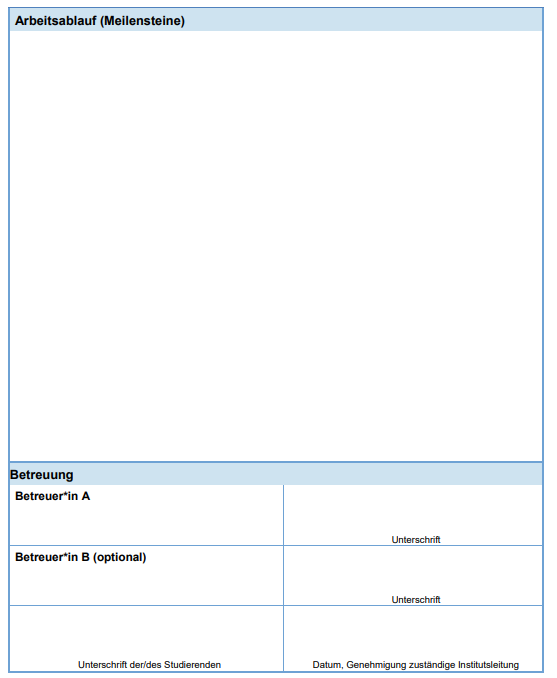 Arbeitsablauf (Meilensteine)
Betreuung
Betreuer*in A
Unterschrift
Betreuer*in B (optional)
Unterschrift
Unterschrift der/des Studierenden
Datum, Genehmigung zuständige Institutsleitung